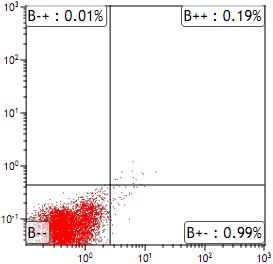 10³
B-+ : 0.01%
B++ : 0.19%
10²
10¹
10⁰
10⁻¹
B--
B+- : 0.99%
10⁰
10¹
10²
10³